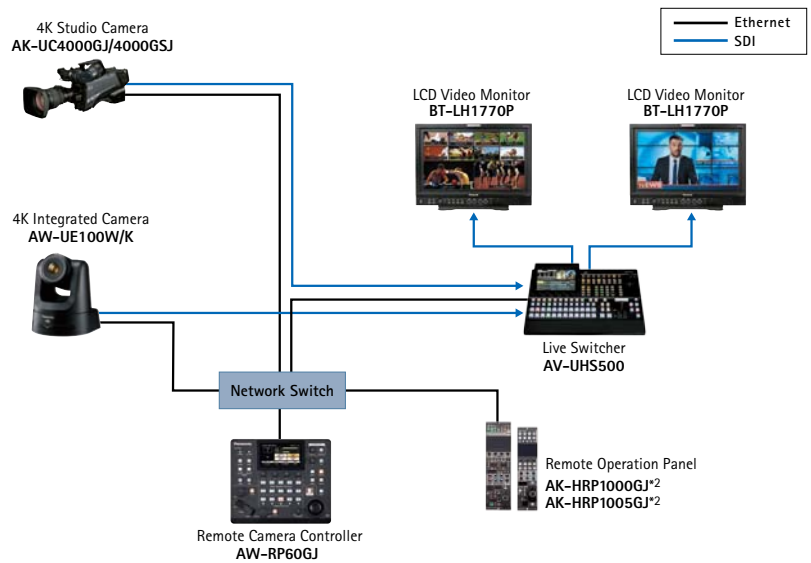 4K Studio Camera
AK-UC4000GJ/4000GSJ
Ethernet
SDI
LCD Video Monitor
BT-LH1770P
LCD Video Monitor
BT-LH1770P
4K Integrated Camera
AW-UE100W/K
Live Switcher
AV-UHS500
Network Switch
Remote Operation Panel
AK-HRP1000GJ*2
AK-HRP1005GJ*2
Remote Camera Controller
AW-RP60GJ